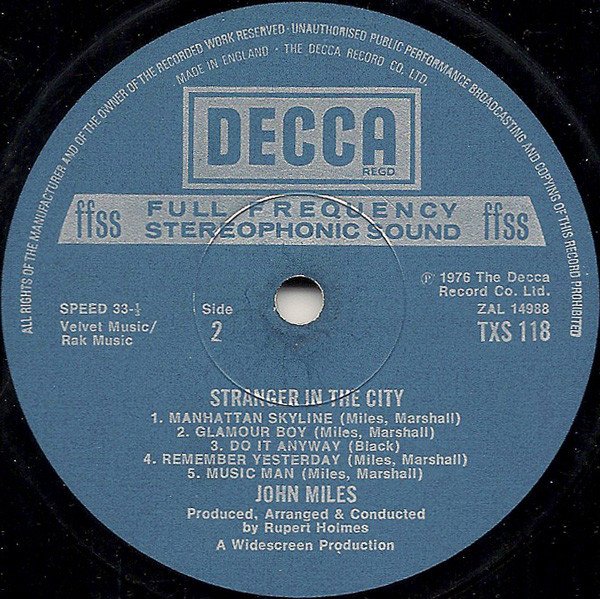 ALL RIGHTS OF THE MANUFACTURER AND OF THE OWNER OF THE RECORDED WORK RESERVED · UNAUTHORISED PUBLIC PERFORMANCE BROADCASTING AND COPYING OF THIS RECORD PROHIBITED
MADE IN ENGLAND · THE DECCA RECORD CO. LTD.
DECCA
REGD
ffss FULL FREQUENCY STEREOPHONIC SOUND ffss
℗ 1976 The Decca
Record Co. Ltd.
SPEED 33-⅓
Side
ZAL 14988
Velvet Music/
2
TXS 118
Rak Music
STRANGER IN THE CITY
1. MANHATTAN SKYLINE (Miles, Marshall)
2. GLAMOUR BOY (Miles, Marshall)
3. DO IT ANYWAY (Black)
4. REMEMBER YESTERDAY (Miles, Marshall)
5. MUSIC MAN (Miles, Marshall)
JOHN MILES
Produced, Arranged & Conducted
by Rupert Holmes
A Widescreen Production